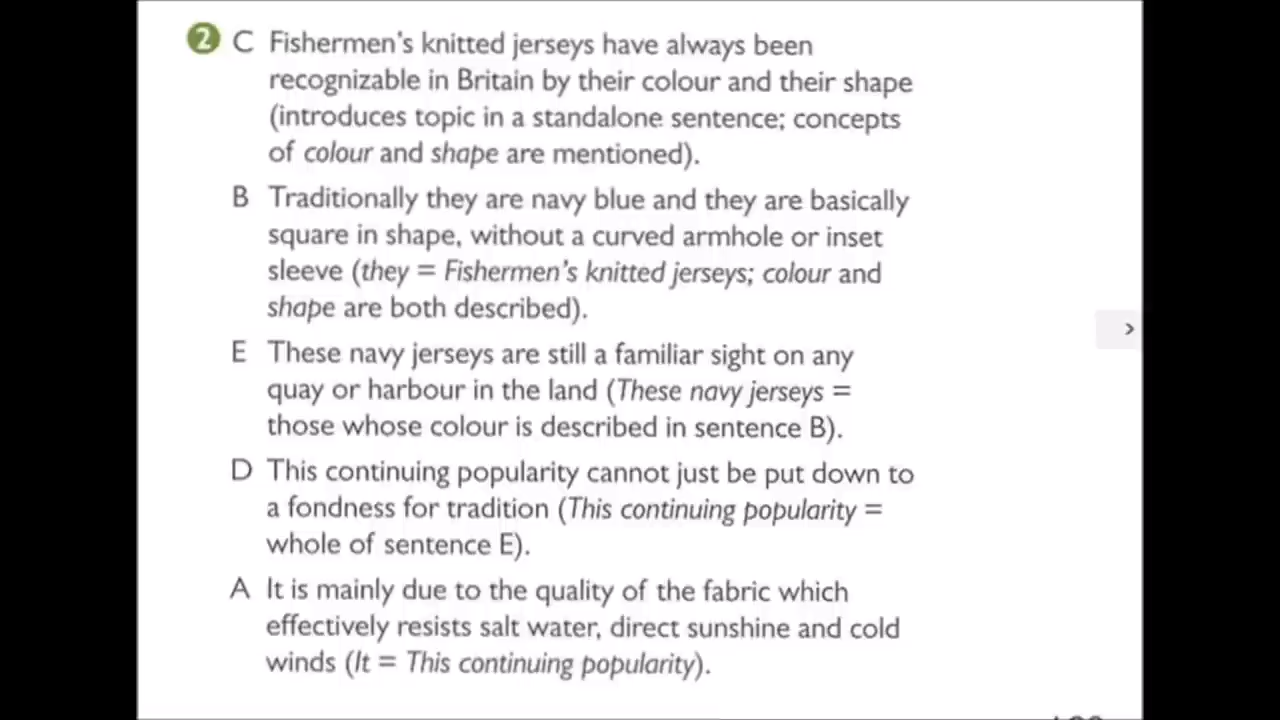 2 C Fishermen's knitted jerseys have always been
recognizable in Britain by their colour and their shape
(introduces topic in a standalone sentence; concepts
of colour and shape are mentioned).
B Traditionally they are navy blue and they are basically
square in shape, without a curved armhole or inset
sleeve (they = Fishermen's knitted jerseys; colour and
shape are both described).
E These navy jerseys are still a familiar sight on any
quay or harbour in the land (These navy jerseys =
those whose colour is described in sentence B).
D This continuing popularity cannot just be put down to
a fondness for tradition (This continuing popularity =
whole of sentence E).
A It is mainly due to the quality of the fabric which
effectively resists salt water, direct sunshine and cold
winds (It = This continuing popularity).